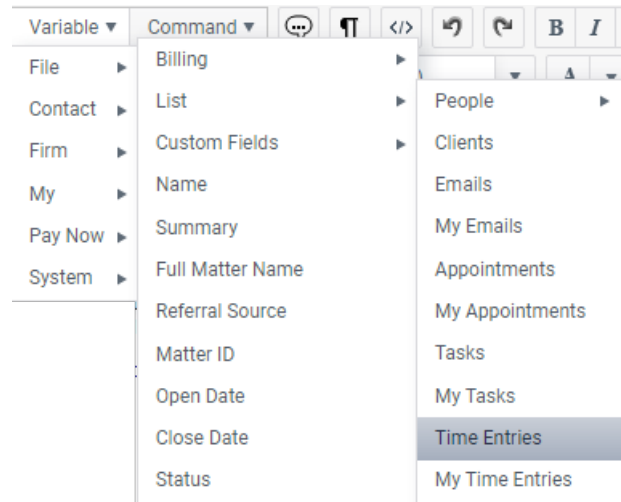 Variable ▼ Command ▼ ¶ </> B I
File
Contact
Firm
My
Pay Now
System
Billing
List
Custom Fields
Name
Summary
Full Matter Name
Referral Source
Matter ID
Open Date
Close Date
Status
People
Clients
Emails
My Emails
Appointments
My Appointments
Tasks
My Tasks
Time Entries
My Time Entries